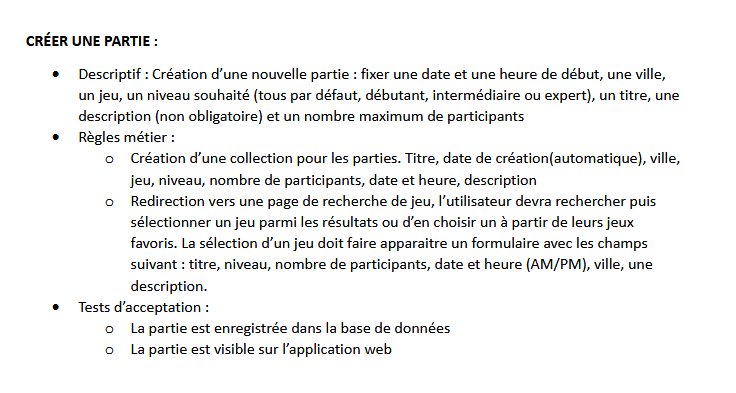 CRÉER UNE PARTIE :
• Descriptif : Création d’une nouvelle partie : fixer une date et une heure de début, une ville,
un jeu, un niveau souhaité (tous par défaut, débutant, intermédiaire ou expert), un titre, une
description (non obligatoire) et un nombre maximum de participants
• Règles métier :
o Création d’une collection pour les parties. Titre, date de création(automatique), ville,
jeu, niveau, nombre de participants, date et heure, description
o Redirection vers une page de recherche de jeu, l’utilisateur devra rechercher puis
sélectionner un jeu parmi les résultats ou d’en choisir un à partir de leurs jeux
favoris. La sélection d’un jeu doit faire apparaitre un formulaire avec les champs
suivant : titre, niveau, nombre de participants, date et heure (AM/PM), ville, une
description.
• Tests d’acceptation :
o La partie est enregistrée dans la base de données
o La partie est visible sur l’application web